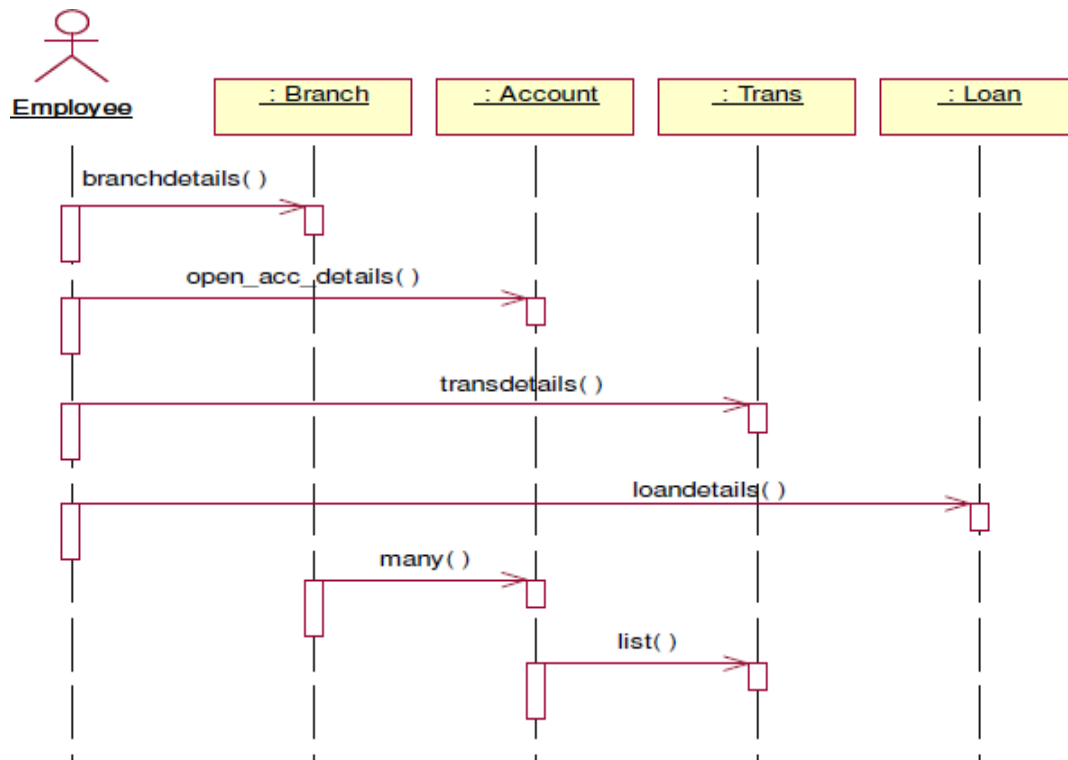 Employee
: Branch
: Account
: Trans
: Loan
branchdetails( )
open_acc_details( )
transdetails( )
loandetails( )
many( )
list( )